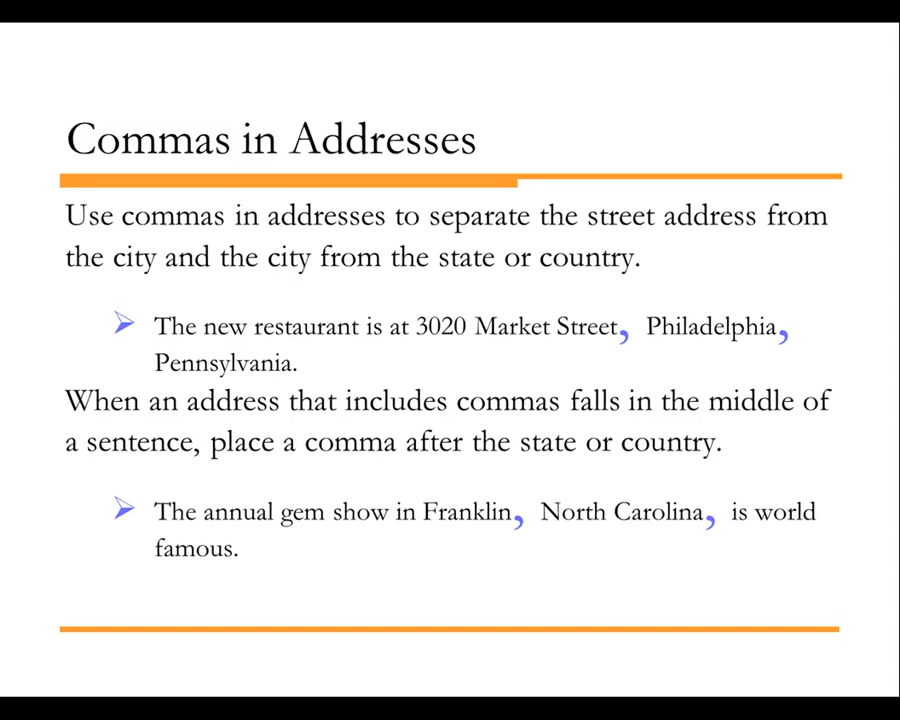 Commas in Addresses
Use commas in addresses to separate the street address from
the city and the city from the state or country.
The new restaurant is at 3020 Market Street, Philadelphia,
Pennsylvania.
When an address that includes commas falls in the middle of
a sentence, place a comma after the state or country.
The annual gem show in Franklin, North Carolina, is world
famous.